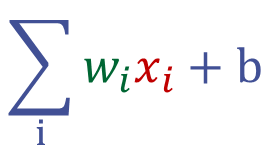 ∑ wᵢxᵢ + b
i